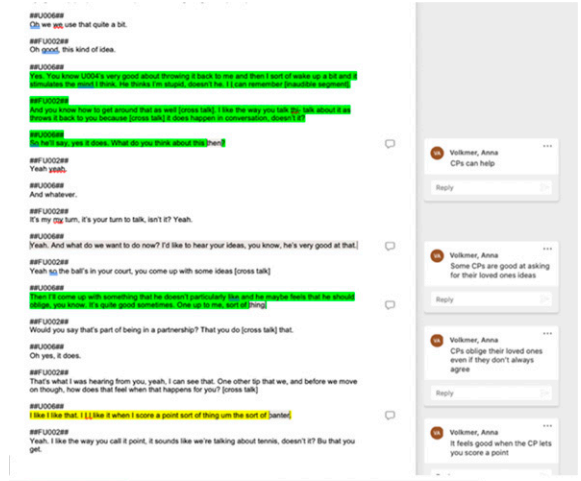 ##U006##
Oh we we use that quite a bit.
##FU002##
Oh good, this kind of idea.
##U006##
Yes. You know U004's very good about throwing it back to me and then I sort of wake up a bit and it
stimulates the mind I think. He thinks I'm stupid, doesn't he. I I can remember [inaudible segment].
##FU002##
And you know how to get around that as well [cross talk]. I like the way you talk to- talk about it as
throws it back to you because [cross talk] it does happen in conversation, doesn't it?
##U006##
So he'll say, yes it does. What do you think about this then?
##FU002##
Yeah yeah.
##U006##
And whatever.
##FU002##
It's my my turn, it's your turn to talk, isn't it? Yeah.
##U006##
Yeah. And what do we want to do now? I'd like to hear your ideas, you know, he's very good at that.
##FU002##
Yeah so the ball's in your court, you come up with some ideas [cross talk]
##U006##
Then I'll come up with something that he doesn't particularly like and he maybe feels that he should
oblige, you know. It's quite good sometimes. One up to me, sort of thing
##FU002##
Would you say that's part of being in a partnership? That you do [cross talk] that.
##U006##
Oh yes, it does.
##FU002##
That's what I was hearing from you, yeah, I can see that. One other tip that we, and before we move
on though, how does that feel when that happens for you? [cross talk]
##U006##
I like I like that. I I I like it when I score a point sort of thing um the sort of banter.
##FU002##
Yeah. I like the way you call it point, it sounds like we're talking about tennis, doesn't it? Bu that you
get.
VA Volkmer, Anna
CPs can help
Reply
VA Volkmer, Anna
Some CPs are good at asking
for their loved ones ideas
Reply
VA Volkmer, Anna
CPs oblige their loved ones
even if they don't always
agree
Reply
VA Volkmer, Anna
It feels good when the CP lets
you score a point